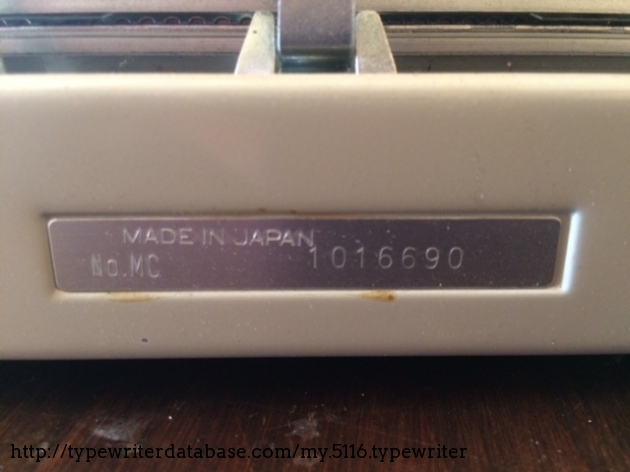 MADE IN JAPAN
No.MC 1016690
http://typewriterdatabase.com/my.5116.typewriter